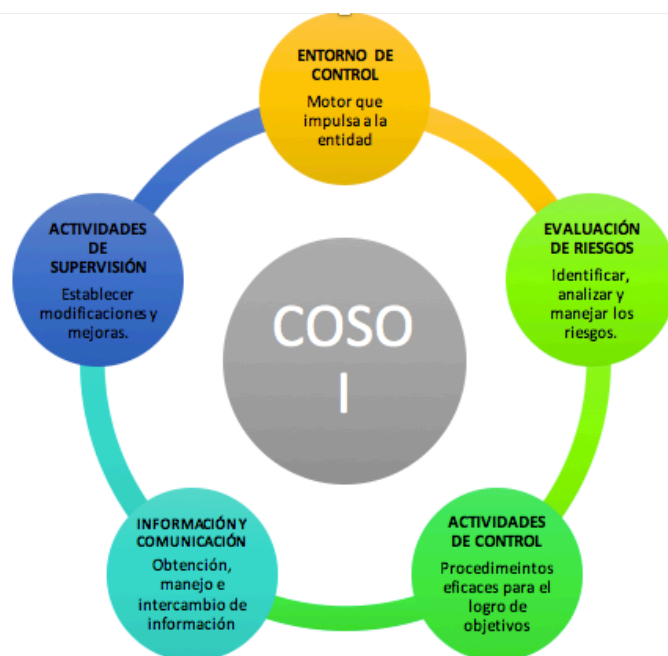 ENTORNO DE
CONTROL
Motor que
impulsa a la
entidad
EVALUACIÓN
DE RIESGOS
Identificar,
analizar y
manejar los
riesgos.
ACTIVIDADES
DE CONTROL
Procedimeintos
eficaces para el
logro de
objetivos
INFORMACIÓN Y
COMUNICACIÓN
Obtención,
manejo e
intercambio de
información
ACTIVIDADES
DE
SUPERVISIÓN
Establecer
modificaciones y
mejoras.
COSO
I